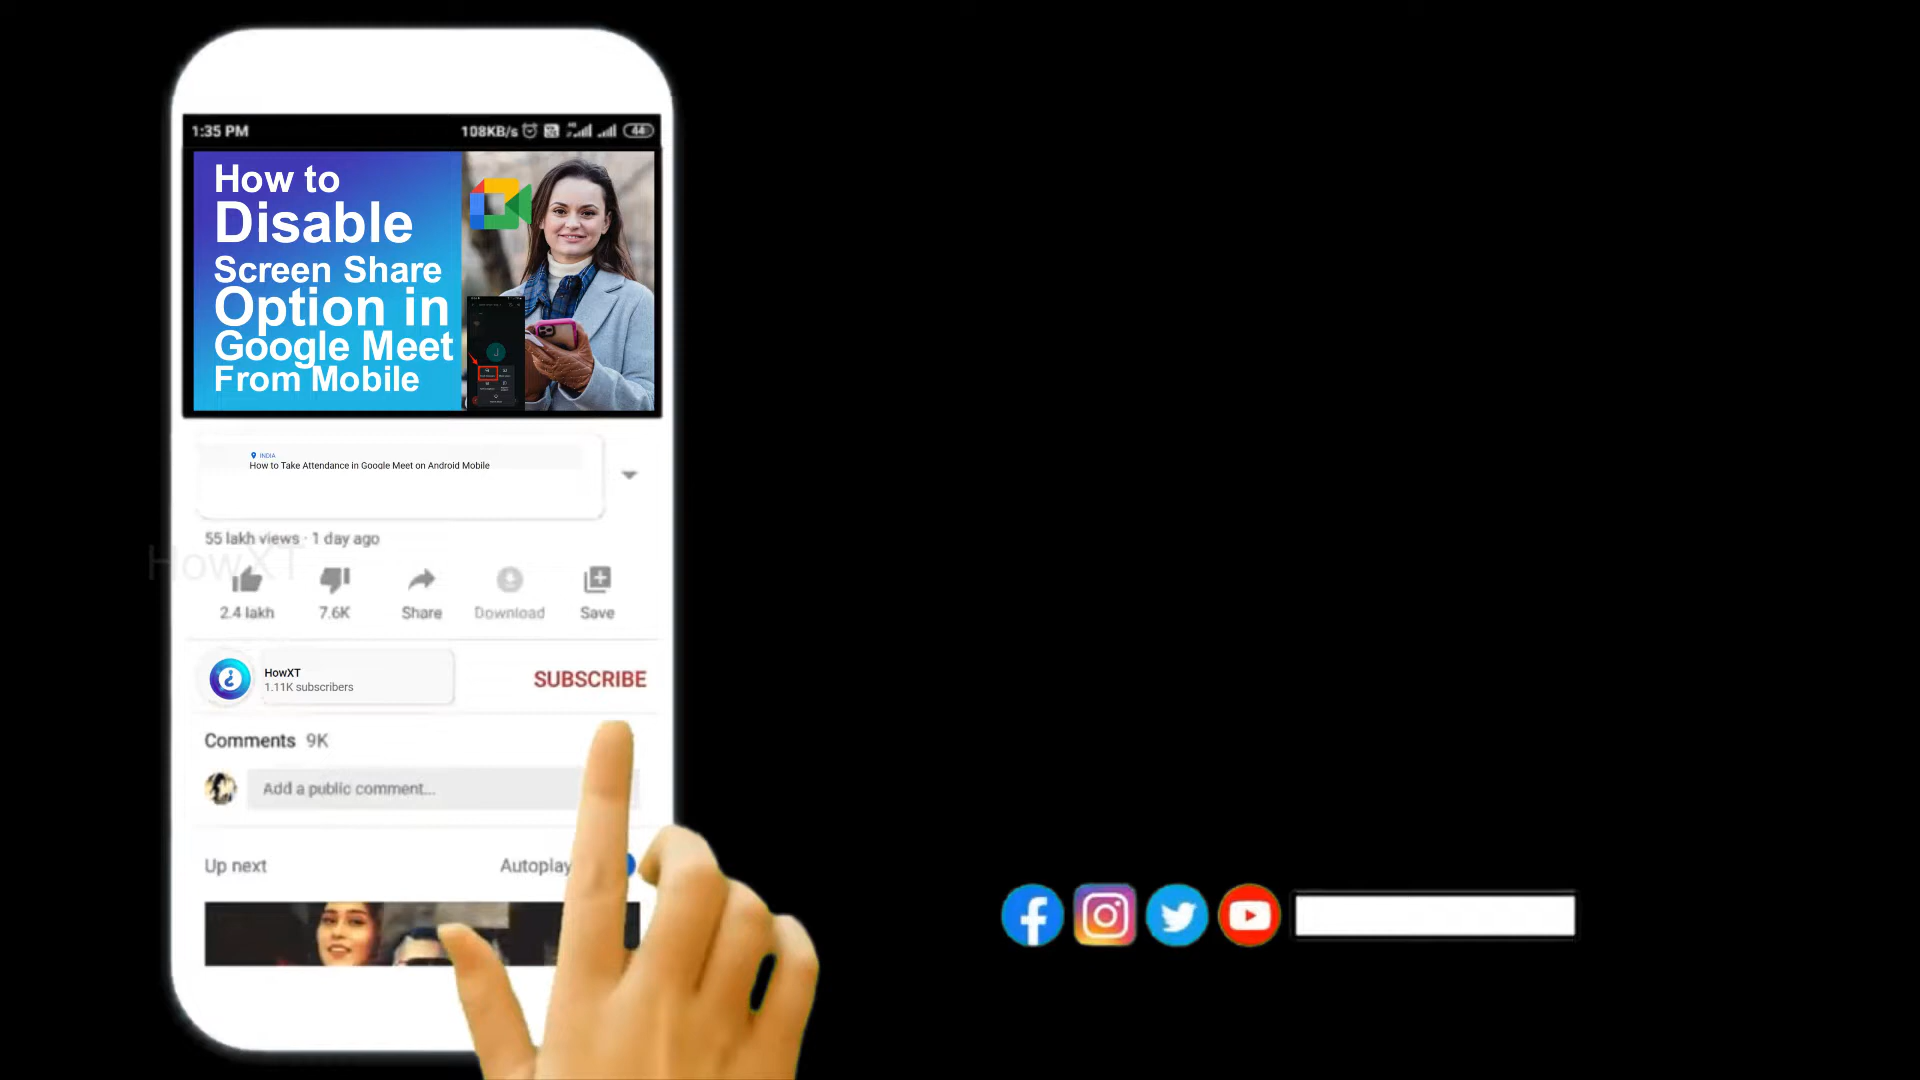 1:35 PM
108KB/s
44
How to
Disable
Screen Share
Option in
Google Meet
From Mobile
INDIA
How to Take Attendance in Google Meet on Android Mobile
55 lakh views · 1 day ago
HowXT
2.4 lakh
7.6K
Share
Download
Save
HowXT
1.11K subscribers
SUBSCRIBE
Comments 9K
Add a public comment...
Up next
Autoplay